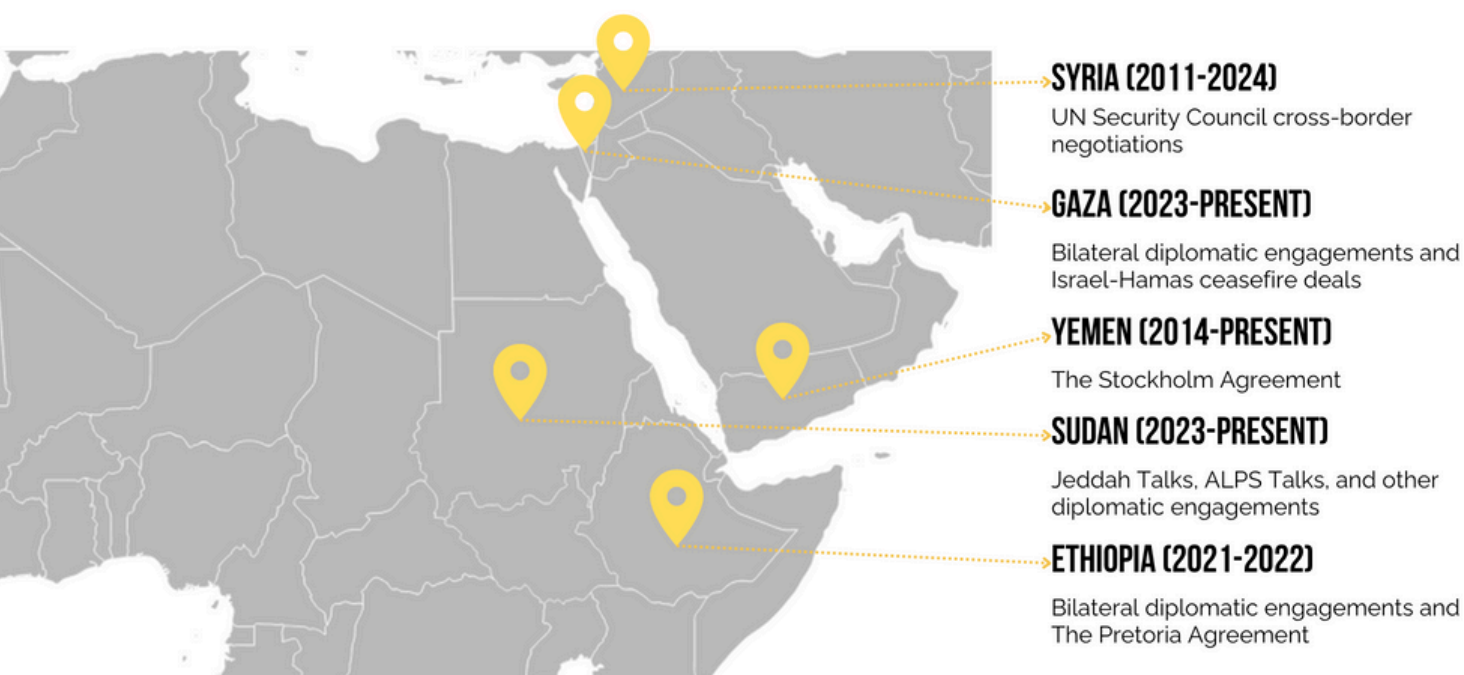 SYRIA (2011-2024)
UN Security Council cross-border
negotiations
GAZA (2023-PRESENT)
Bilateral diplomatic engagements and
Israel-Hamas ceasefire deals
YEMEN (2014-PRESENT)
The Stockholm Agreement
SUDAN (2023-PRESENT)
Jeddah Talks, ALPS Talks, and other
diplomatic engagements
ETHIOPIA (2021-2022)
Bilateral diplomatic engagements and
The Pretoria Agreement